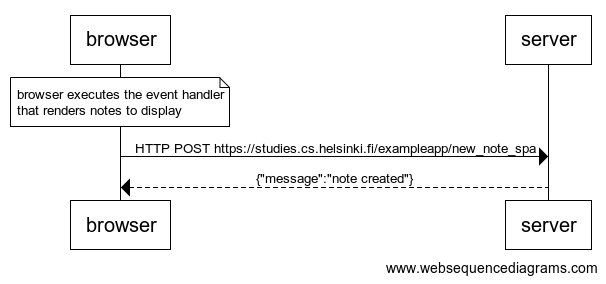 browser
server
browser executes the event handler
that renders notes to display
HTTP POST https://studies.cs.helsinki.fi/exampleapp/new_note_spa
{"message":"note created"}
browser
server
www.websequencediagrams.com